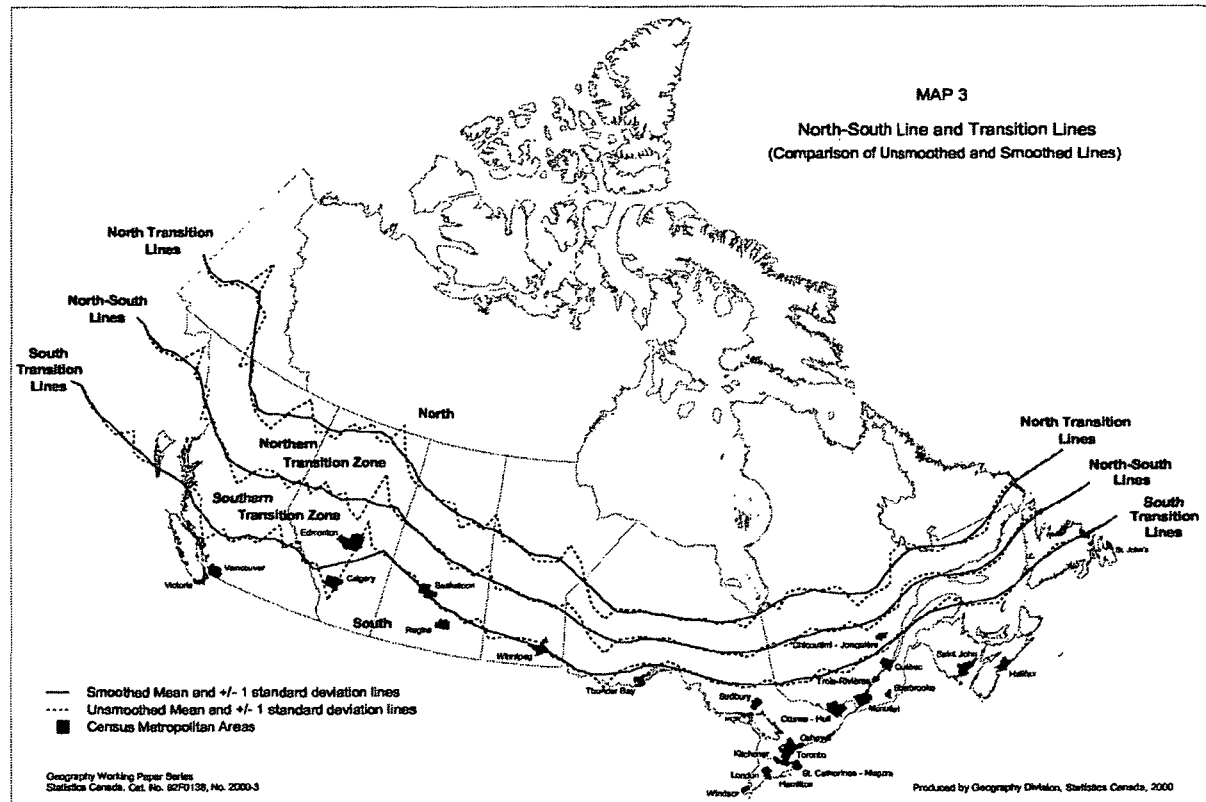 MAP 3
North-South Line and Transition Lines
(Comparison of Unsmoothed and Smoothed Lines)
North Transition
Lines
North-South
Lines
South
Transition
Lines
North
Northern
Transition Zone
Southern
Transition Zone
Edmonton
Vancouver
Victoria
Calgary
Saskatoon
Regina
South
Winnipeg
Thunder Bay
North Transition
Lines
North-South
Lines
South
Transition
Lines
St. John's
Chicoutimi - Jonquière
Québec
Saint John
Halifax
Trois-Rivières
Sherbrooke
Montréal
Sudbury
Ottawa - Hull
Oshawa
Kitchener
Toronto
St. Catharines - Niagara
London
Hamilton
Windsor
Smoothed Mean and +/- 1 standard deviation lines
Unsmoothed Mean and +/- 1 standard deviation lines
Census Metropolitan Areas
Geography Working Paper Series
Statistics Canada, Cat. No. 92F0138, No. 2000-3
Produced by Geography Division, Statistics Canada, 2000